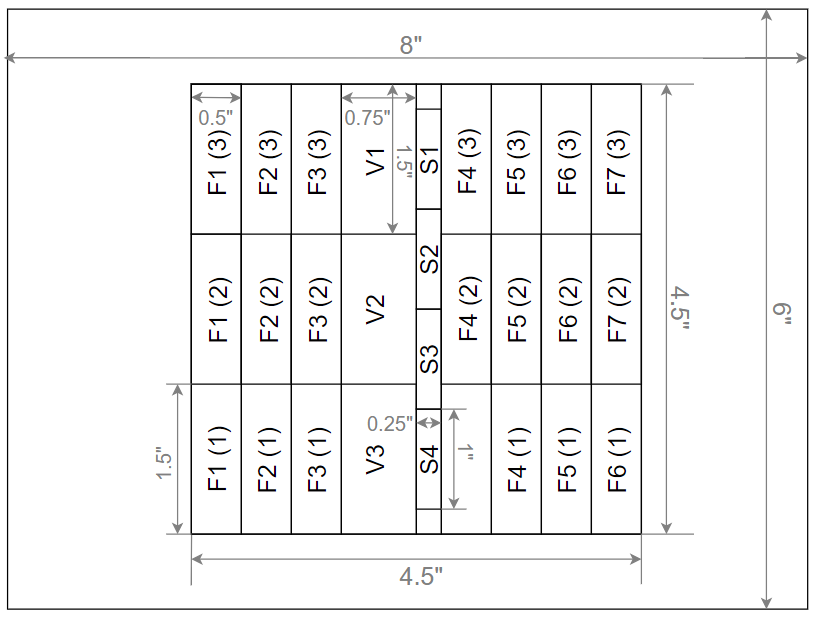 8"
0.5"
0.75"
F1 (3)
F2 (3)
F3 (3)
V1
1.5"
S1
F4 (3)
F5 (3)
F6 (3)
F7 (3)
F1 (2)
F2 (2)
F3 (2)
V2
S2
S3
F4 (2)
F5 (2)
F6 (2)
F7 (2)
4.5"
6"
1.5"
F1 (1)
F2 (1)
F3 (1)
V3
0.25"
S4
1"
F4 (1)
F5 (1)
F6 (1)
4.5"